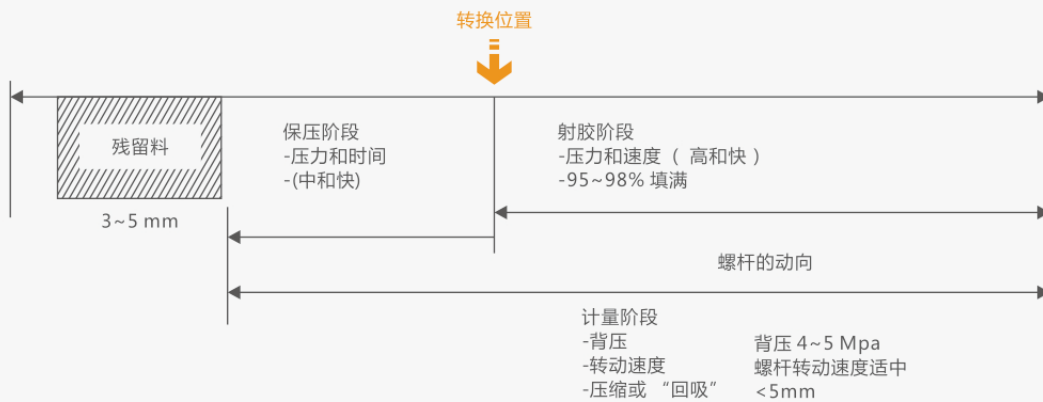 转换位置
残留料
3~5 mm
保压阶段
-压力和时间
-(中和快)
射胶阶段
-压力和速度（ 高和快 ）
-95~98% 填满
螺杆的动向
计量阶段
-背压
-转动速度
-压缩或 “回吸”
背压 4~5 Mpa
螺杆转动速度适中
<5mm